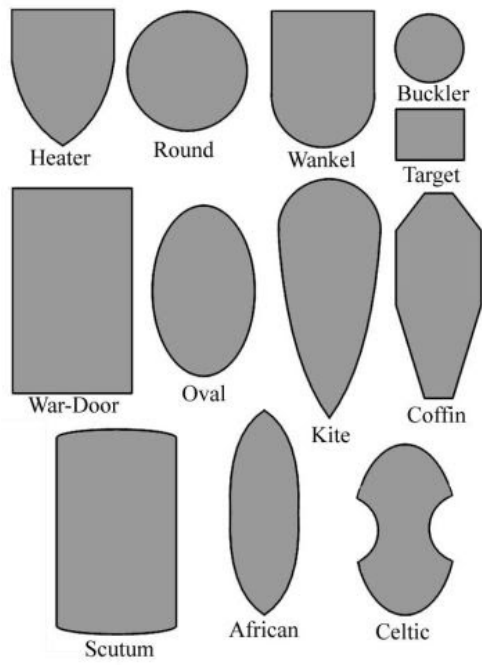 Heater
Round
Wankel
Buckler
Target
War-Door
Oval
Kite
Coffin
Scutum
African
Celtic